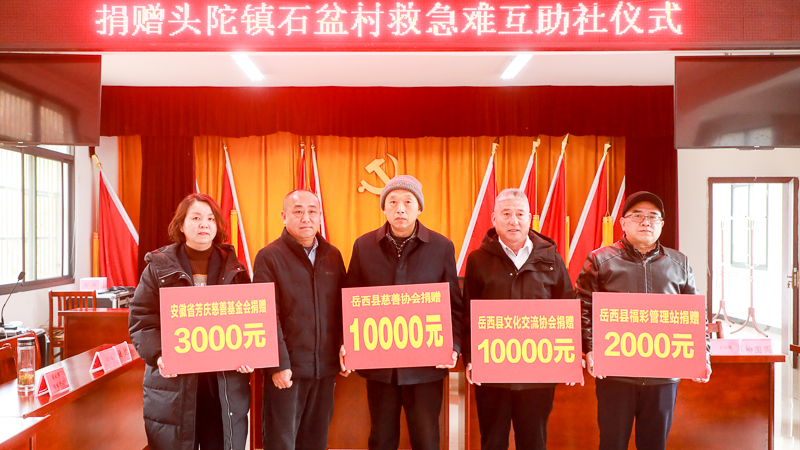 捐赠头陀镇石盆村救急难互助社仪式
安徽省芳庆慈善基金会捐赠
3000元
岳西县慈善协会捐赠
10000元
岳西县文化交流协会捐赠
10000元
岳西县福彩管理站捐赠
2000元